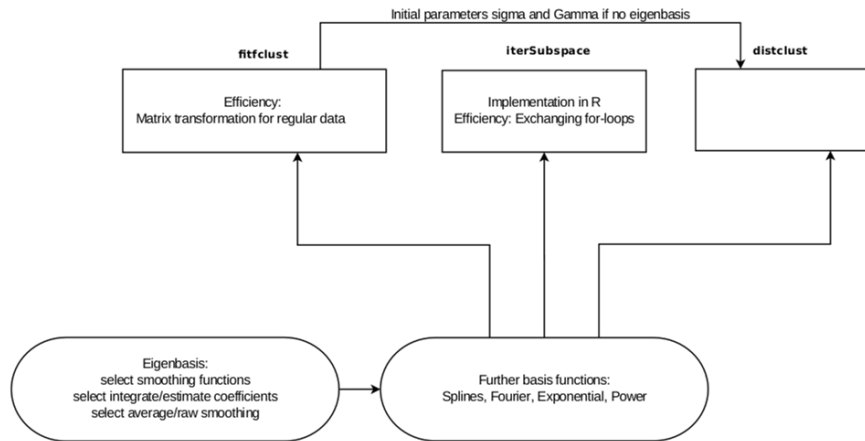 Initial parameters sigma and Gamma if no eigenbasis
fitfclust
iterSubspace
distclust
Efficiency:
Matrix transformation for regular data
Implementation in R
Efficiency: Exchanging for-loops
Eigenbasis:
select smoothing functions
select integrate/estimate coefficients
select average/raw smoothing
Further basis functions:
Splines, Fourier, Exponential, Power